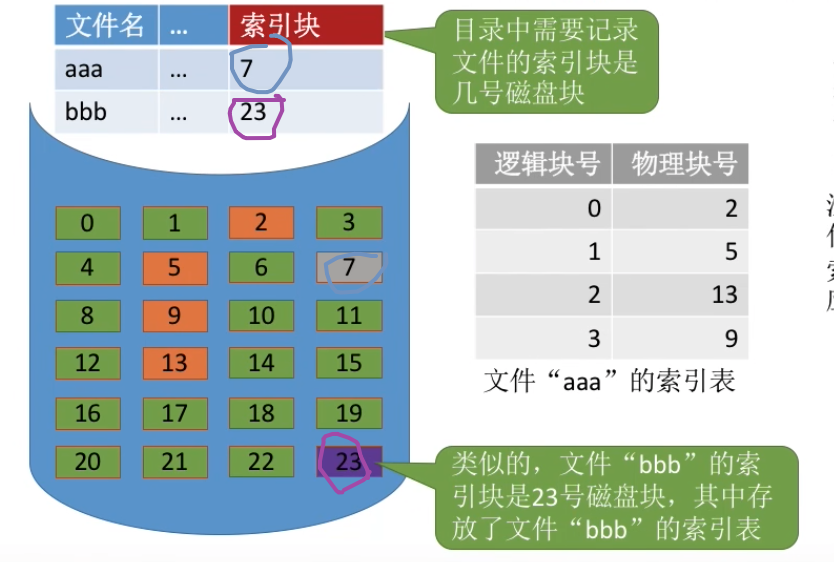 文件名 ... 索引块
aaa ... 7
bbb ... 23
目录中需要记录
文件的索引块是
几号磁盘块
逻辑块号 物理块号
0 2
1 5
2 13
3 9
文件“aaa”的索引表
0 1 2 3
4 5 6 7
8 9 10 11
12 13 14 15
16 17 18 19
20 21 22 23
类似的，文件“bbb”的索
引块是23号磁盘块，其中存
放了文件“bbb”的索引表